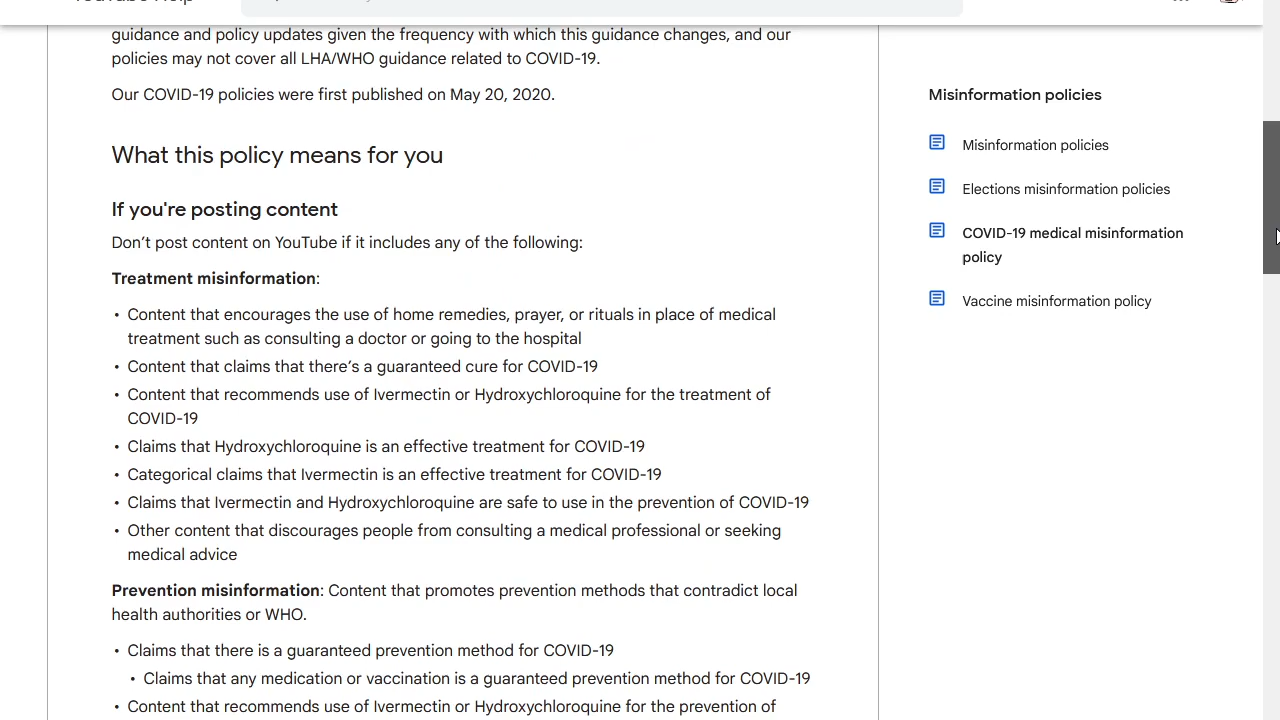 YouTube Help
guidance and policy updates given the frequency with which this guidance changes, and our
policies may not cover all LHA/WHO guidance related to COVID-19.
Our COVID-19 policies were first published on May 20, 2020.
What this policy means for you
If you're posting content
Don’t post content on YouTube if it includes any of the following:
Treatment misinformation:
• Content that encourages the use of home remedies, prayer, or rituals in place of medical
treatment such as consulting a doctor or going to the hospital
• Content that claims that there’s a guaranteed cure for COVID-19
• Content that recommends use of Ivermectin or Hydroxychloroquine for the treatment of
COVID-19
• Claims that Hydroxychloroquine is an effective treatment for COVID-19
• Categorical claims that Ivermectin is an effective treatment for COVID-19
• Claims that Ivermectin and Hydroxychloroquine are safe to use in the prevention of COVID-19
• Other content that discourages people from consulting a medical professional or seeking
medical advice
Prevention misinformation: Content that promotes prevention methods that contradict local
health authorities or WHO.
• Claims that there is a guaranteed prevention method for COVID-19
• Claims that any medication or vaccination is a guaranteed prevention method for COVID-19
• Content that recommends use of Ivermectin or Hydroxychloroquine for the prevention of
Misinformation policies
Misinformation policies
Elections misinformation policies
COVID-19 medical misinformation
policy
Vaccine misinformation policy